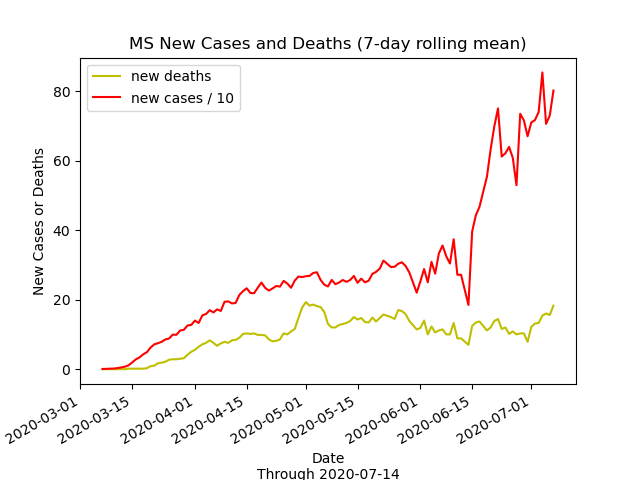 MS New Cases and Deaths (7-day rolling mean)
new deaths
new cases / 10
80
60
40
20
0
New Cases or Deaths
2020-03-01
2020-03-15
2020-04-01
2020-04-15
2020-05-01
2020-05-15
2020-06-01
2020-06-15
2020-07-01
Date
Through 2020-07-14